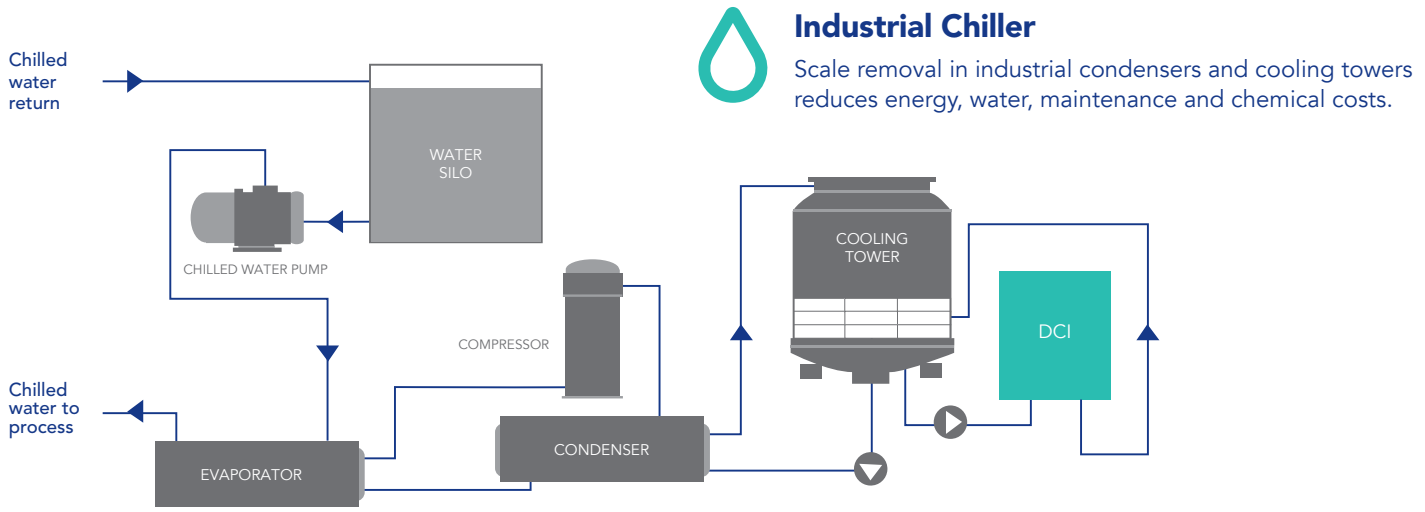 Industrial Chiller
Scale removal in industrial condensers and cooling towers
reduces energy, water, maintenance and chemical costs.
Chilled
water
return
WATER
SILO
CHILLED WATER PUMP
COOLING
TOWER
DCI
COMPRESSOR
Chilled
water to
process
EVAPORATOR
CONDENSER